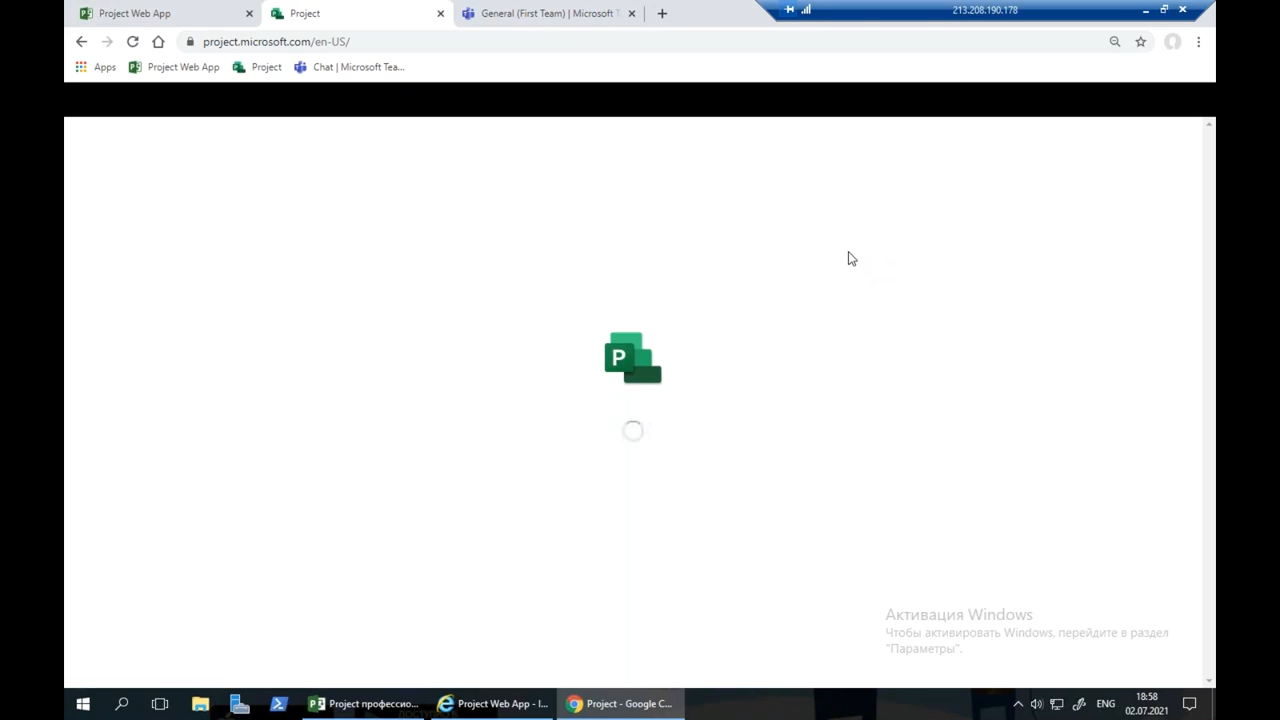 Project Web App
Project
General (First Team) | Microsoft T
213.208.190.178
project.microsoft.com/en-US/
Apps
Project Web App
Project
Chat | Microsoft Tea...
P
Активация Windows
Чтобы активировать Windows, перейдите в раздел
"Параметры".
Project профессио...
Project Web App - I...
Project - Google C...
ENG
18:58
02.07.2021